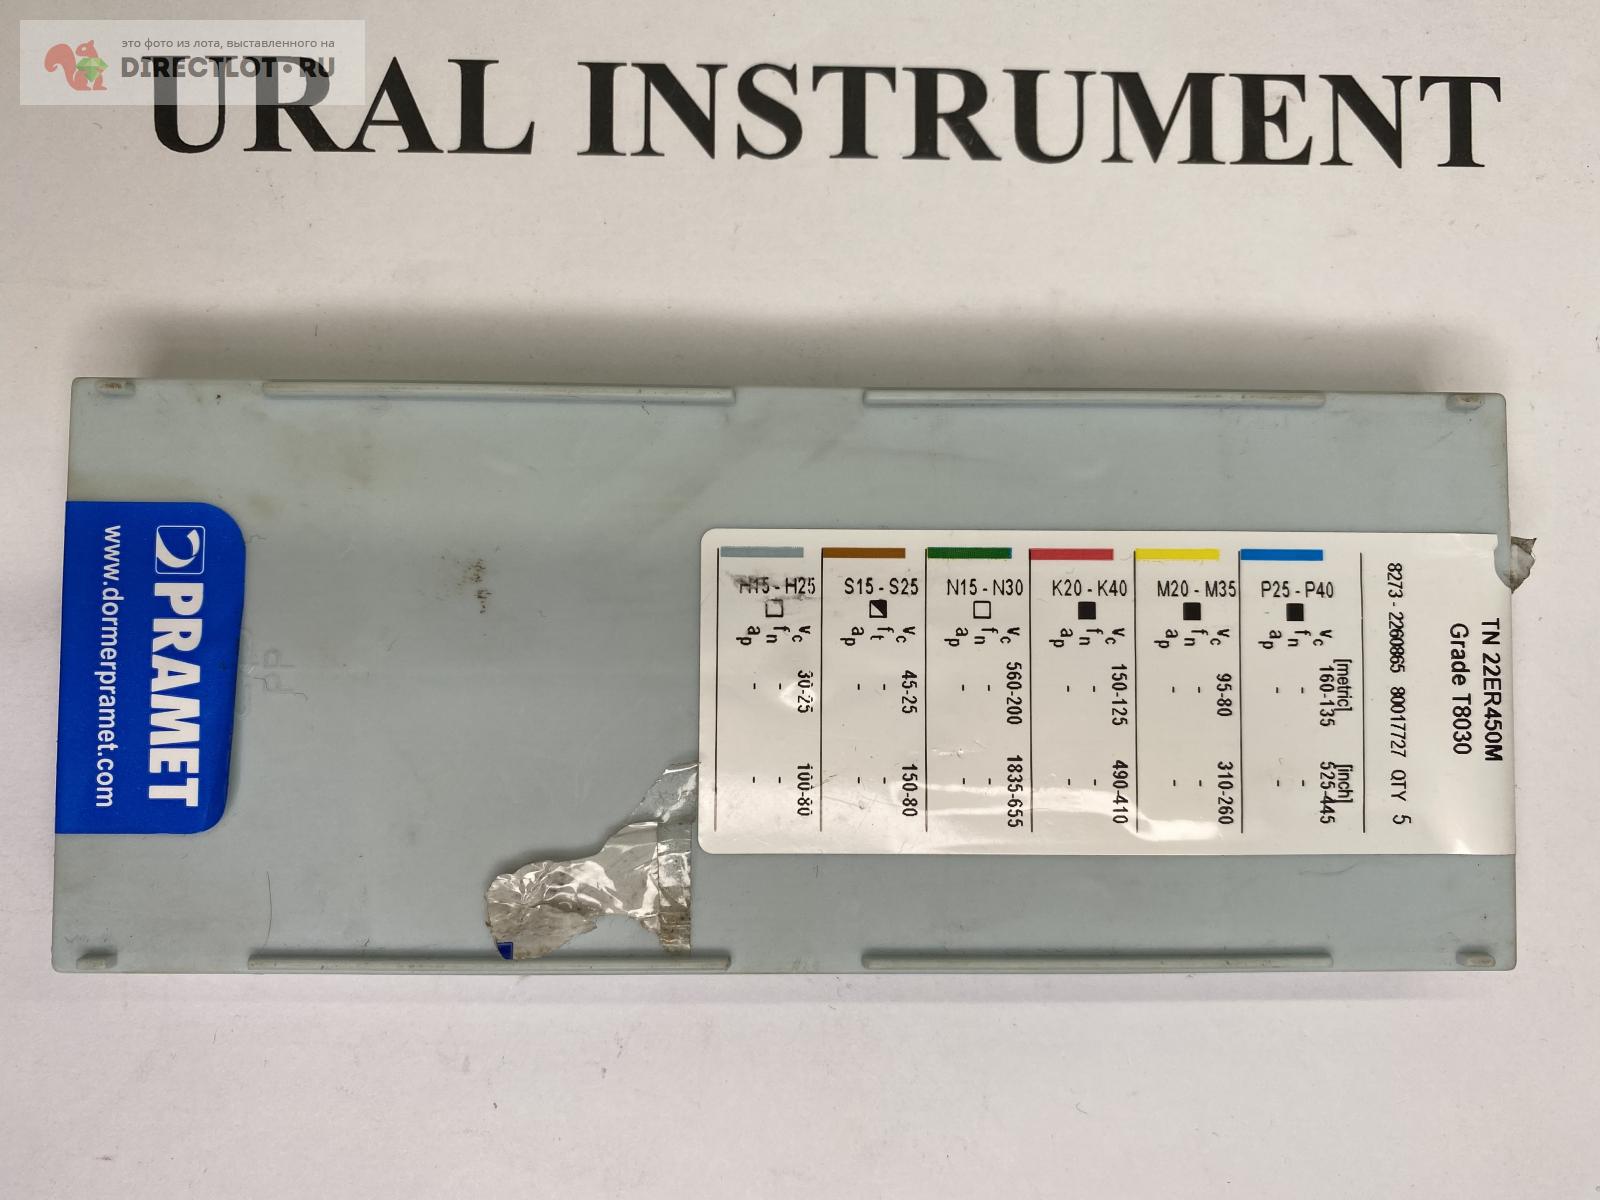 это фото из лота, выставленного на
DIRECTLOT.RU
URAL INSTRUMENT
PRAMET
www.dormerpramet.com
TN 22ER450M
Grade T8030
8273 - 2260865 80017727 QTY 5
[metric] [inch]
P25 - P40 vc 160-135 525-445
fn - -
ap - -
M20 - M35 vc 95-80 310-260
fn - -
ap - -
K20 - K40 vc 150-125 490-410
fn - -
ap - -
N15 - N30 vc 560-200 1835-655
fn - -
ap - -
S15 - S25 vc 45-25 150-80
ft - -
ap - -
H15 - H25 vc 30-25 100-80
fn - -
ap - -